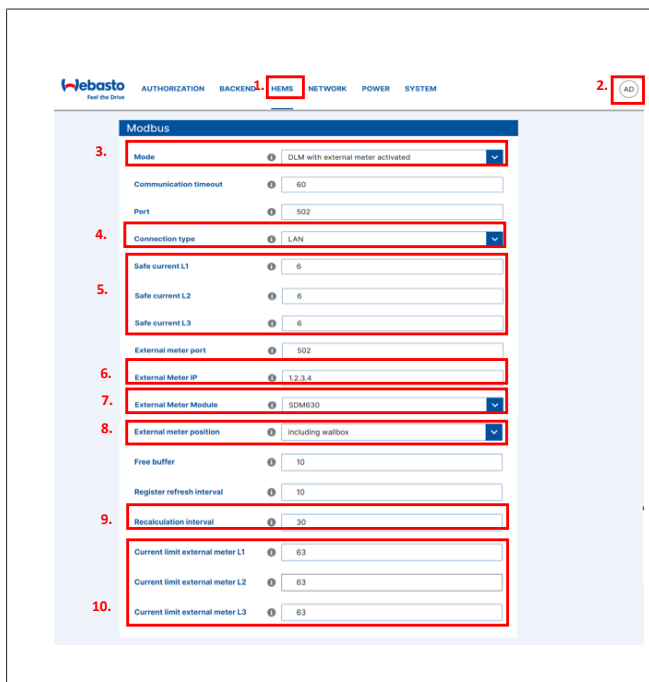 Webasto
Feel the Drive
AUTHORIZATION BACKEND 1. HEMS NETWORK POWER SYSTEM 2. AD
Modbus
3. Mode DLM with external meter activated
Communication timeout 60
Port 502
4. Connection type LAN
Safe current L1 6
5. Safe current L2 6
Safe current L3 6
External meter port 502
6. External Meter IP 1.2.3.4
7. External Meter Module SDM630
8. External meter position including wallbox
Free buffer 10
Register refresh interval 10
9. Recalculation interval 30
Current limit external meter L1 63
Current limit external meter L2 63
10. Current limit external meter L3 63